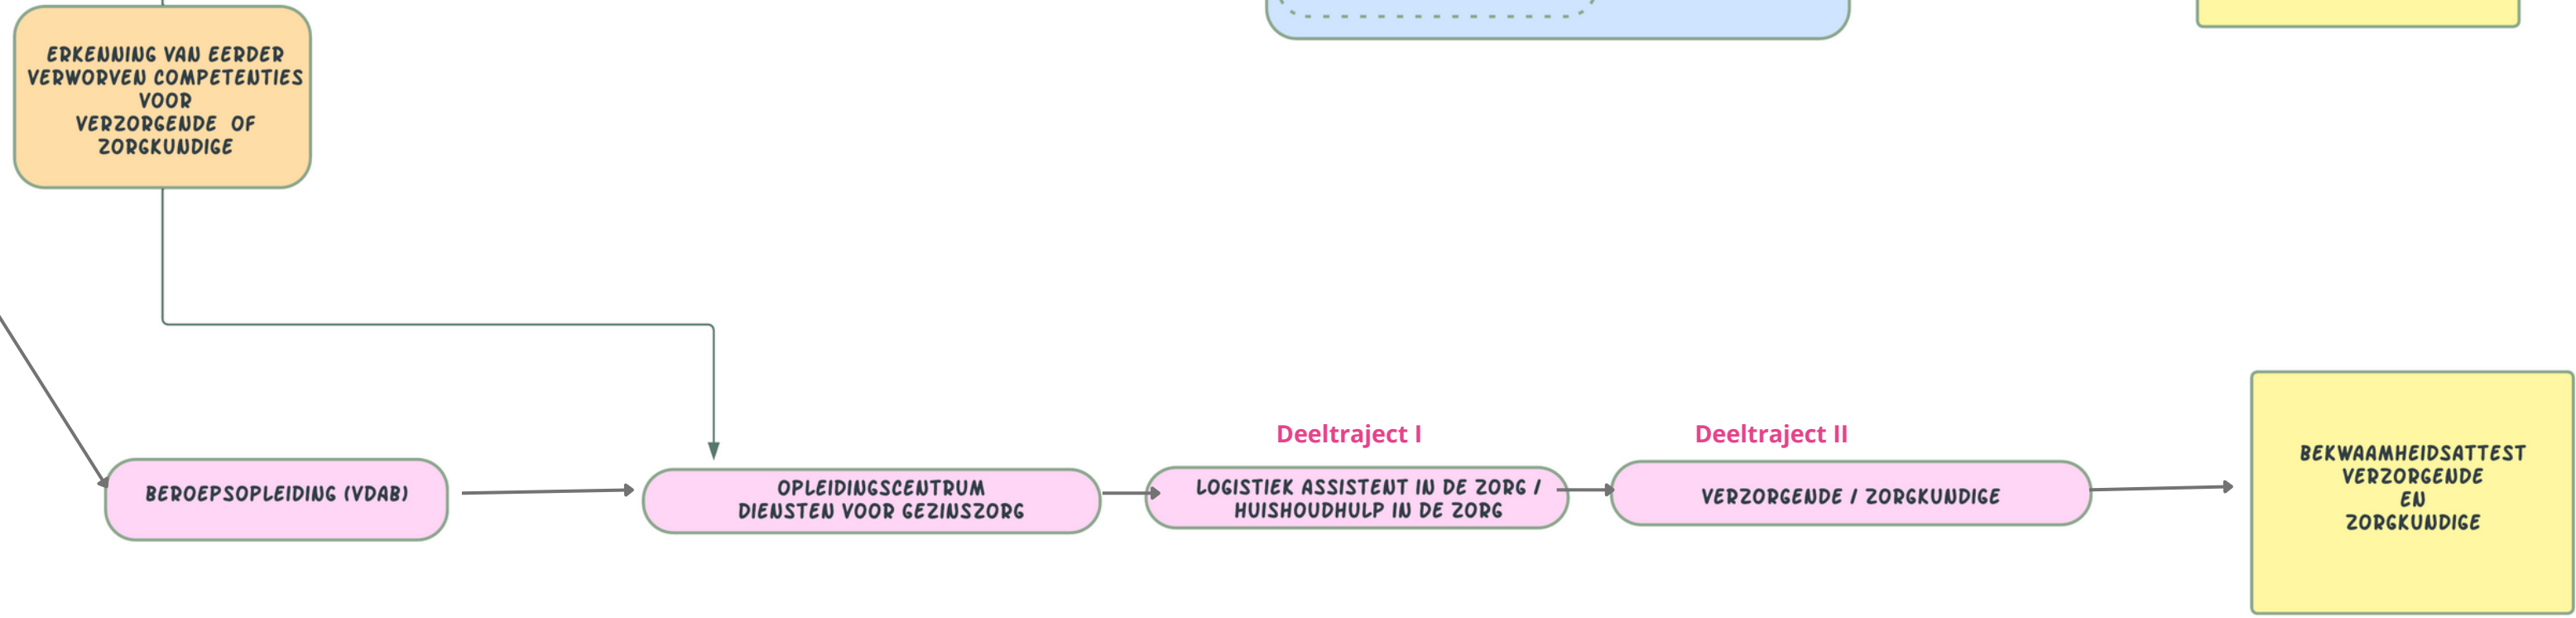 ERKENNING VAN EERDER
VERWORVEN COMPETENTIES
VOOR
VERZORGENDE OF
ZORGKUNDIGE
BEROEPSOPLEIDING (VDAB)
OPLEIDINGSCENTRUM
DIENSTEN VOOR GEZINSZORG
Deeltraject I
LOGISTIEK ASSISTENT IN DE ZORG /
HUISHOUDHULP IN DE ZORG
Deeltraject II
VERZORGENDE / ZORGKUNDIGE
BEKWAAMHEIDSATTEST
VERZORGENDE
EN
ZORGKUNDIGE